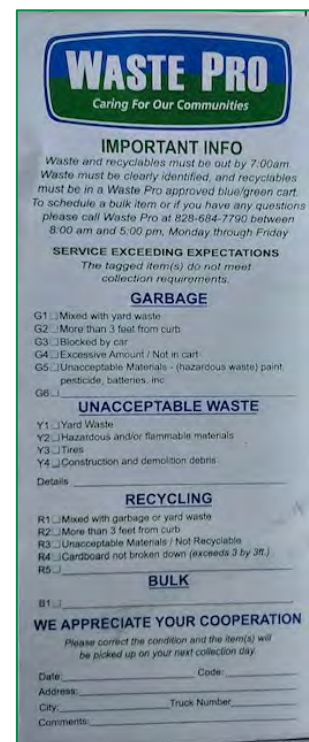 WASTE PRO
Caring For Our Communities
IMPORTANT INFO
Waste and recyclables must be out by 7:00am.
Waste must be clearly identified, and recyclables
must be in a Waste Pro approved blue/green cart.
To schedule a bulk item or if you have any questions
please call Waste Pro at 828-684-7790 between
8:00 am and 5:00 pm, Monday through Friday
SERVICE EXCEEDING EXPECTATIONS
The tagged item(s) do not meet
collection requirements.
GARBAGE
G1 Mixed with yard waste
G2 More than 3 feet from curb
G3 Blocked by car
G4 Excessive Amount / Not in cart
G5 Unacceptable Materials - (hazardous waste) paint,
pesticide, batteries, inc.
G6
UNACCEPTABLE WASTE
Y1 Yard Waste
Y2 Hazardous and/or flammable materials
Y3 Tires
Y4 Construction and demolition debris
Details
RECYCLING
R1 Mixed with garbage or yard waste
R2 More than 3 feet from curb
R3 Unacceptable Materials / Not Recyclable
R4 Cardboard not broken down (exceeds 3 by 3ft.)
R5
BULK
B1
WE APPRECIATE YOUR COOPERATION
Please correct the condition and the item(s) will
be picked up on your next collection day.
Date: Code:
Address:
City: Truck Number
Comments: